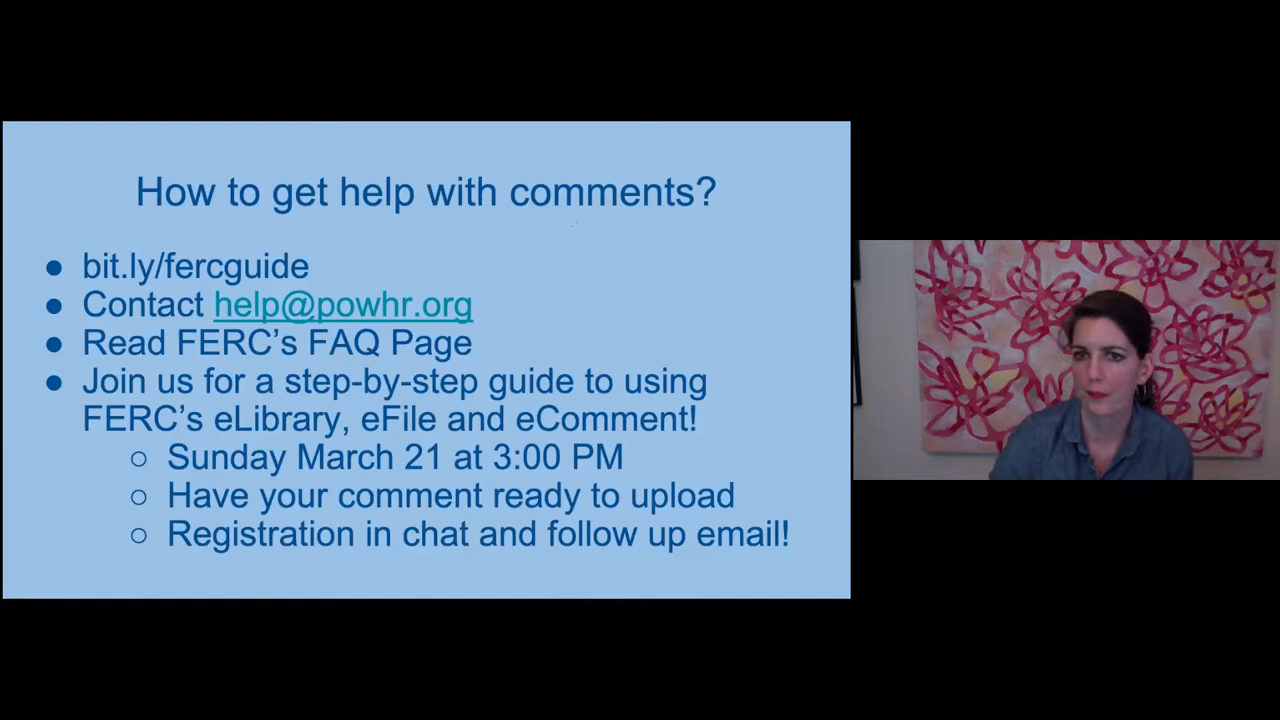 How to get help with comments?
● bit.ly/fercguide
● Contact help@powhr.org
● Read FERC’s FAQ Page
● Join us for a step-by-step guide to using
FERC’s eLibrary, eFile and eComment!
○ Sunday March 21 at 3:00 PM
○ Have your comment ready to upload
○ Registration in chat and follow up email!